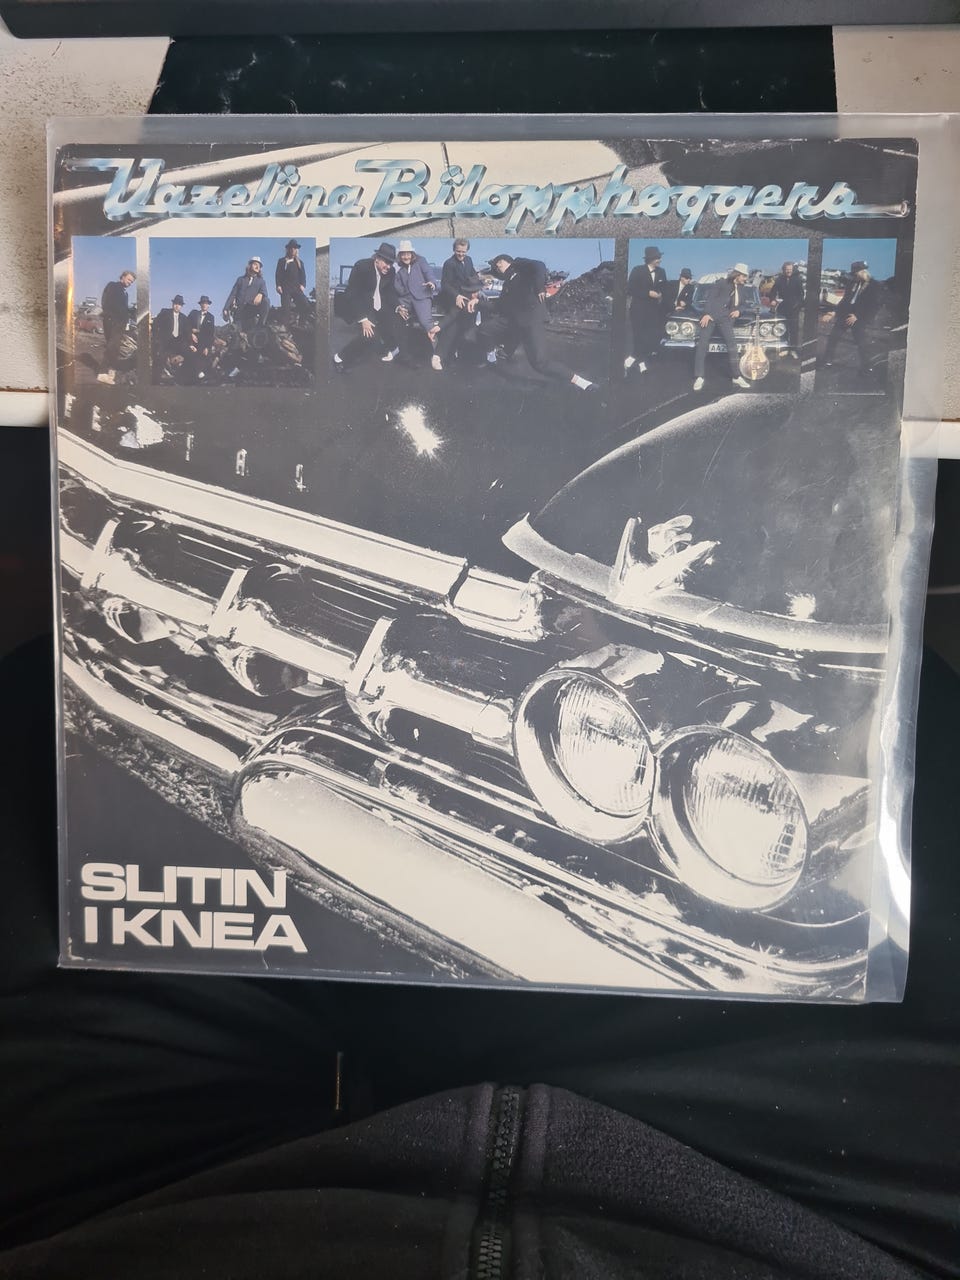 Vazelina Bilopphøggers
SLITIN
I KNEA